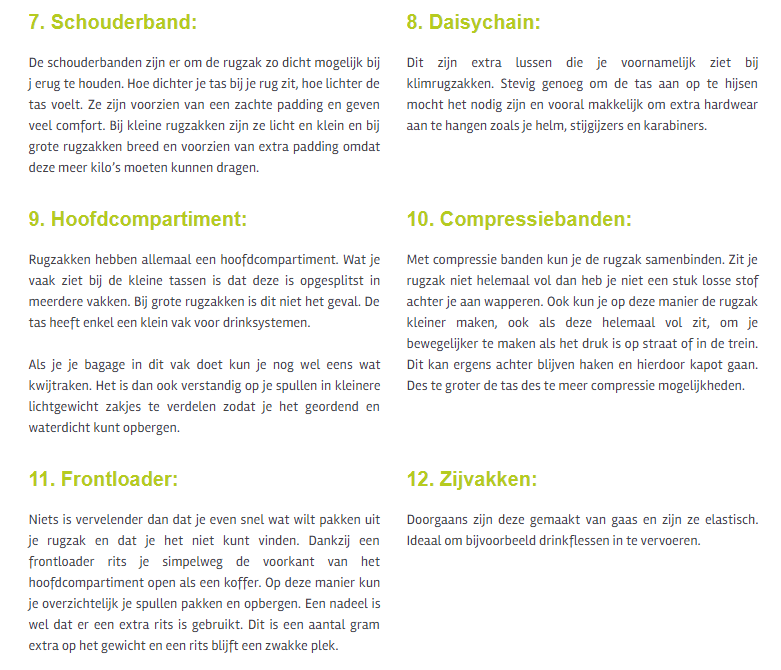 7. Schouderband:
De schouderbanden zijn er om de rugzak zo dicht mogelijk bij
j erug te houden. Hoe dichter je tas bij je rug zit, hoe lichter de
tas voelt. Ze zijn voorzien van een zachte padding en geven
veel comfort. Bij kleine rugzakken zijn ze licht en klein en bij
grote rugzakken breed en voorzien van extra padding omdat
deze meer kilo’s moeten kunnen dragen.
8. Daisychain:
Dit zijn extra lussen die je voornamelijk ziet bij
klimrugzakken. Stevig genoeg om de tas aan op te hijsen
mocht het nodig zijn en vooral makkelijk om extra hardwear
aan te hangen zoals je helm, stijgijzers en karabiners.
9. Hoofdcompartiment:
Rugzakken hebben allemaal een hoofdcompartiment. Wat je
vaak ziet bij de kleine tassen is dat deze is opgesplitst in
meerdere vakken. Bij grote rugzakken is dit niet het geval. De
tas heeft enkel een klein vak voor drinksystemen.
Als je je bagage in dit vak doet kun je nog wel eens wat
kwijtraken. Het is dan ook verstandig op je spullen in kleinere
lichtgewicht zakjes te verdelen zodat je het geordend en
waterdicht kunt opbergen.
10. Compressiebanden:
Met compressie banden kun je de rugzak samenbinden. Zit je
rugzak niet helemaal vol dan heb je niet een stuk losse stof
achter je aan wapperen. Ook kun je op deze manier de rugzak
kleiner maken, ook als deze helemaal vol zit, om je
bewegelijker te maken als het druk is op straat of in de trein.
Dit kan ergens achter blijven haken en hierdoor kapot gaan.
Des te groter de tas des te meer compressie mogelijkheden.
11. Frontloader:
Niets is vervelender dan dat je even snel wat wilt pakken uit
je rugzak en dat je het niet kunt vinden. Dankzij een
frontloader rits je simpelweg de voorkant van het
hoofdcompartiment open als een koffer. Op deze manier kun
je overzichtelijk je spullen pakken en opbergen. Een nadeel is
wel dat er een extra rits is gebruikt. Dit is een aantal gram
extra op het gewicht en een rits blijft een zwakke plek.
12. Zijvakken:
Doorgaans zijn deze gemaakt van gaas en zijn ze elastisch.
Ideaal om bijvoorbeeld drinkflessen in te vervoeren.